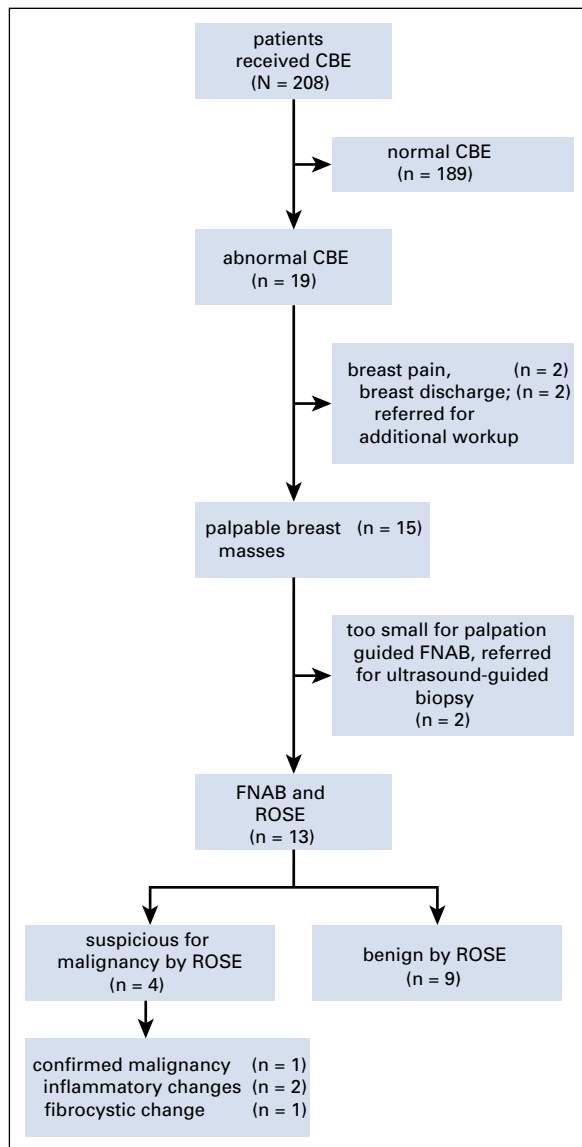 patients
received CBE
(N = 208)
normal CBE
(n = 189)
abnormal CBE
(n = 19)
breast pain, (n = 2)
breast discharge; (n = 2)
referred for
additional workup
palpable breast (n = 15)
masses
too small for palpation
guided FNAB, referred
for ultrasound-guided
biopsy
(n = 2)
FNAB and
ROSE
(n = 13)
suspicious for
malignancy by ROSE
(n = 4)
benign by ROSE
(n = 9)
confirmed malignancy (n = 1)
inflammatory changes (n = 2)
fibrocystic change (n = 1)